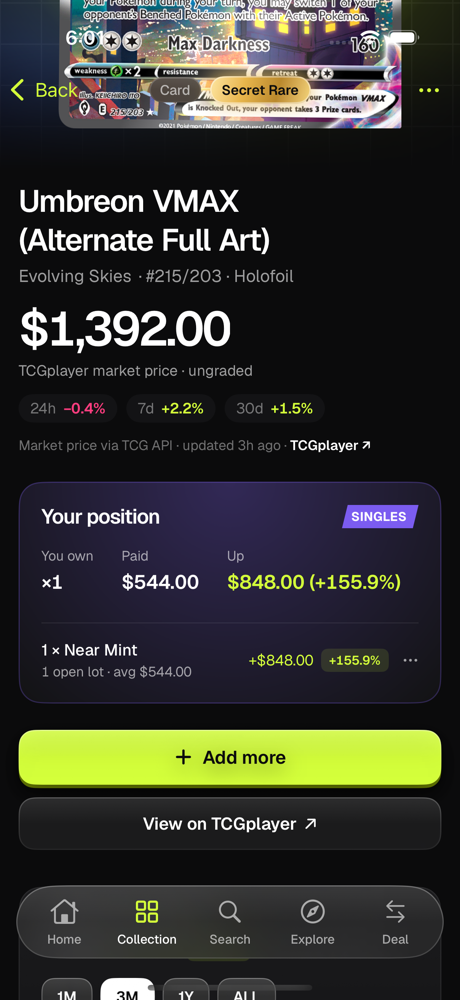 your Pokémon during your turn, you may switch 1 of your
opponent's Benched Pokémon with their Active Pokémon.
6:01
Max Darkness 160
weakness ×2 resistance retreat
Back
Card
Secret Rare
Illus. KEIICHIRO ITO
your Pokémon VMAX
is Knocked Out, your opponent takes 3 Prize cards.
E 215/203
©2021 Pokémon / Nintendo / Creatures / GAME FREAK
Umbreon VMAX
(Alternate Full Art)
Evolving Skies · #215/203 · Holofoil
$1,392.00
TCGplayer market price · ungraded
24h −0.4% 7d +2.2% 30d +1.5%
Market price via TCG API · updated 3h ago · TCGplayer ↗
Your position SINGLES
You own Paid Up
×1 $544.00 $848.00 (+155.9%)
1 × Near Mint
+$848.00 +155.9% ···
1 open lot · avg $544.00
+ Add more
View on TCGplayer ↗
Home Collection Search Explore Deal
1M 3M 1Y ALL